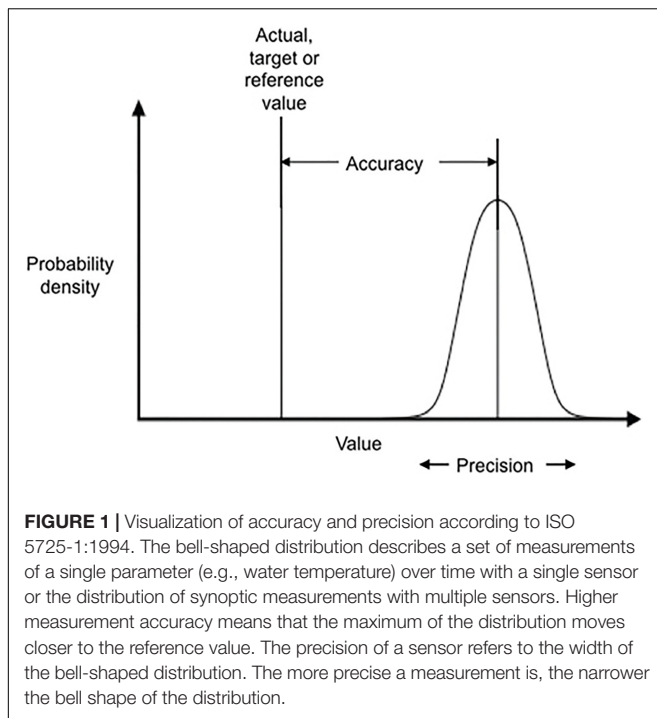 Actual,
target or
reference
value
Accuracy
Probability
density
Value
Precision
FIGURE 1 | Visualization of accuracy and precision according to ISO
5725-1:1994. The bell-shaped distribution describes a set of measurements
of a single parameter (e.g., water temperature) over time with a single sensor
or the distribution of synoptic measurements with multiple sensors. Higher
measurement accuracy means that the maximum of the distribution moves
closer to the reference value. The precision of a sensor refers to the width of
the bell-shaped distribution. The more precise a measurement is, the narrower
the bell shape of the distribution.